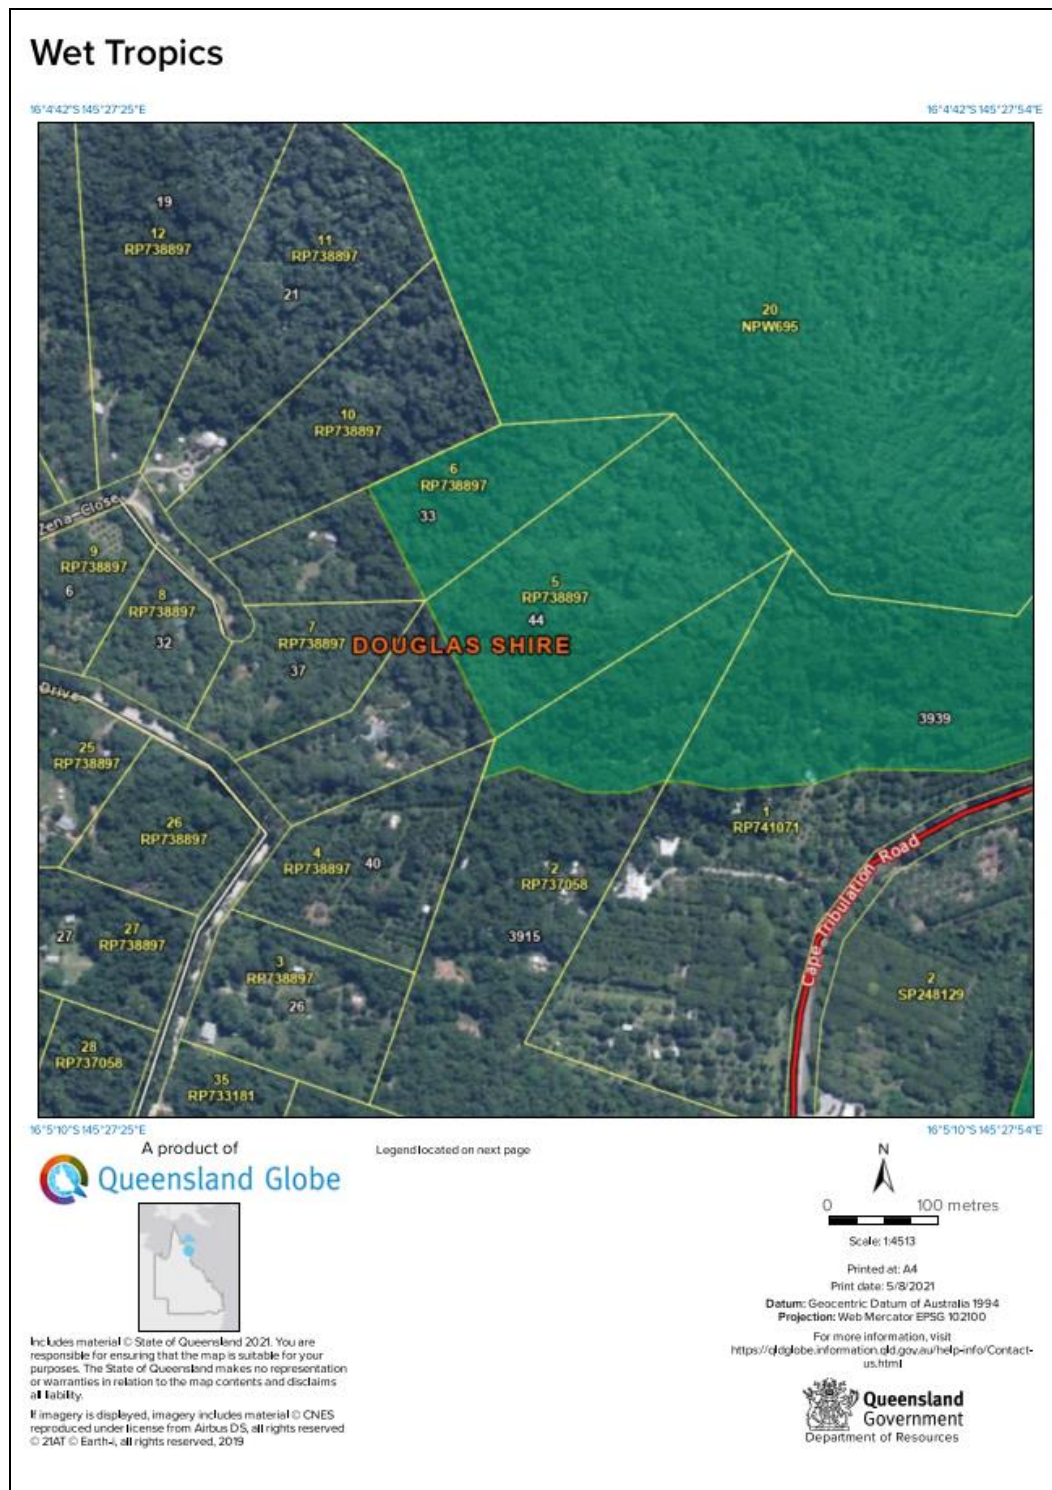 Wet Tropics
16°4'42"S 145°27'25"E
16°4'42"S 145°27'54"E
19
12
RP738897
11
RP738897
21
20
NPW695
10
RP738897
6
RP738897
33
Zena Close
9
RP738897
6
8
RP738897
32
5
RP738897
44
7
RP738897
37
DOUGLAS SHIRE
Drive
3939
25
RP738897
26
RP738897
1
RP741071
4
RP738897
40
2
RP737058
Cape Tribulation Road
27
27
RP738897
3915
3
RP738897
26
2
SP248129
28
RP737058
35
RP733181
16°5'10"S 145°27'25"E
16°5'10"S 145°27'54"E
A product of
Queensland Globe
Legend located on next page
N
0 100 metres
Scale: 1:4513
Printed at: A4
Print date: 5/8/2021
Datum: Geocentric Datum of Australia 1994
Projection: Web Mercator EPSG 102100
For more information, visit
https://qldglobe.information.qld.gov.au/help-info/Contact-
us.html
Includes material © State of Queensland 2021. You are
responsible for ensuring that the map is suitable for your
purposes. The State of Queensland makes no representation
or warranties in relation to the map contents and disclaims
all liability.
If imagery is displayed, imagery includes material © CNES
reproduced under license from Airbus DS, all rights reserved
© 21AT © Earth-i, all rights reserved, 2019
Queensland
Government
Department of Resources